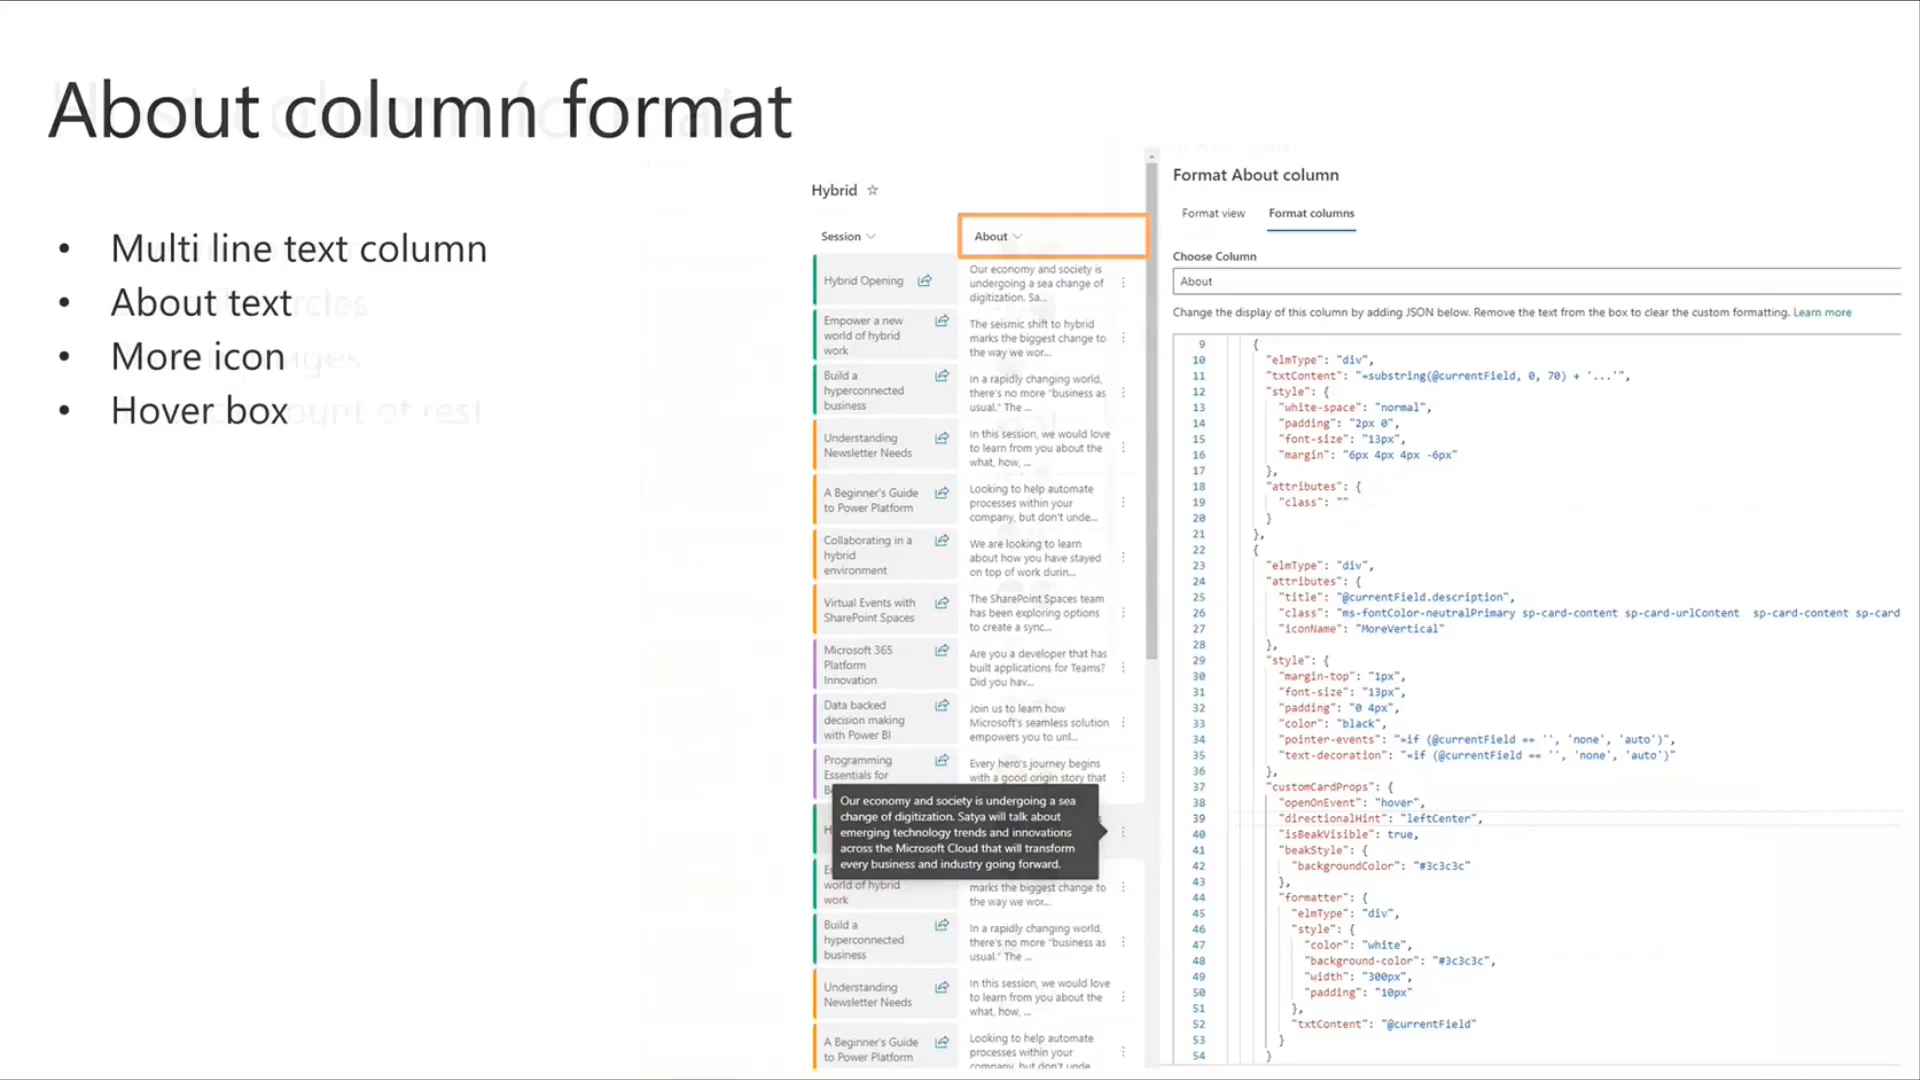 About column format
• Multi line text column
• About text
• More icon
• Hover box
Hybrid
Session
About
Hybrid Opening
Our economy and society is
undergoing a sea change of
digitization. Sa...
Empower a new
world of hybrid
work
The seismic shift to hybrid
marks the biggest change to
the way we wor...
Build a
hyperconnected
business
In a rapidly changing world,
there's no more "business as
usual." The ...
Understanding
Newsletter Needs
In this session, we would love
to learn from you about the
what, how, ...
A Beginner's Guide
to Power Platform
Looking to help automate
processes within your
company, but don't unde...
Collaborating in a
hybrid
environment
We are looking to learn
about how you have stayed
on top of work durin...
Virtual Events with
SharePoint Spaces
The SharePoint Spaces team
has been exploring options
to create a sync...
Microsoft 365
Platform
Innovation
Are you a developer that has
built applications for Teams?
Did you hav...
Data backed
decision making
with Power BI
Join us to learn how
Microsoft's seamless solution
empowers you to unl...
Programming
Essentials for
Every hero's journey begins
with a good origin story that
Our economy and society is undergoing a sea
change of digitization. Satya will talk about
emerging technology trends and innovations
across the Microsoft Cloud that will transform
every business and industry going forward.
world of hybrid
work
marks the biggest change to
the way we wor...
Build a
hyperconnected
business
In a rapidly changing world,
there's no more "business as
usual." The ...
Understanding
Newsletter Needs
In this session, we would love
to learn from you about the
what, how, ...
A Beginner's Guide
to Power Platform
Looking to help automate
processes within your
company, but don't unde...
Format About column
Format view Format columns
Choose Column
About
Change the display of this column by adding JSON below. Remove the text from the box to clear the custom formatting. Learn more
9 {
10 "elmType": "div",
11 "txtContent": "=substring(@currentField, 0, 70) + '...'",
12 "style": {
13 "white-space": "normal",
14 "padding": "2px 0",
15 "font-size": "13px",
16 "margin": "6px 4px 4px -6px"
17 },
18 "attributes": {
19 "class": ""
20 }
21 },
22 {
23 "elmType": "div",
24 "attributes": {
25 "title": "@currentField.description",
26 "class": "ms-fontColor-neutralPrimary sp-card-content sp-card-urlContent  sp-card-content sp-card
27 "iconName": "MoreVertical"
28 },
29 "style": {
30 "margin-top": "1px",
31 "font-size": "13px",
32 "padding": "0 4px",
33 "color": "black",
34 "pointer-events": "=if (@currentField == '', 'none', 'auto')",
35 "text-decoration": "=if (@currentField == '', 'none', 'auto')"
36 },
37 "customCardProps": {
38 "openOnEvent": "hover",
39 "directionalHint": "leftCenter",
40 "isBeakVisible": true,
41 "beakStyle": {
42 "backgroundColor": "#3c3c3c"
43 },
44 "formatter": {
45 "elmType": "div",
46 "style": {
47 "color": "white",
48 "background-color": "#3c3c3c",
49 "width": "300px",
50 "padding": "10px"
51 },
52 "txtContent": "@currentField"
53 }
54 }